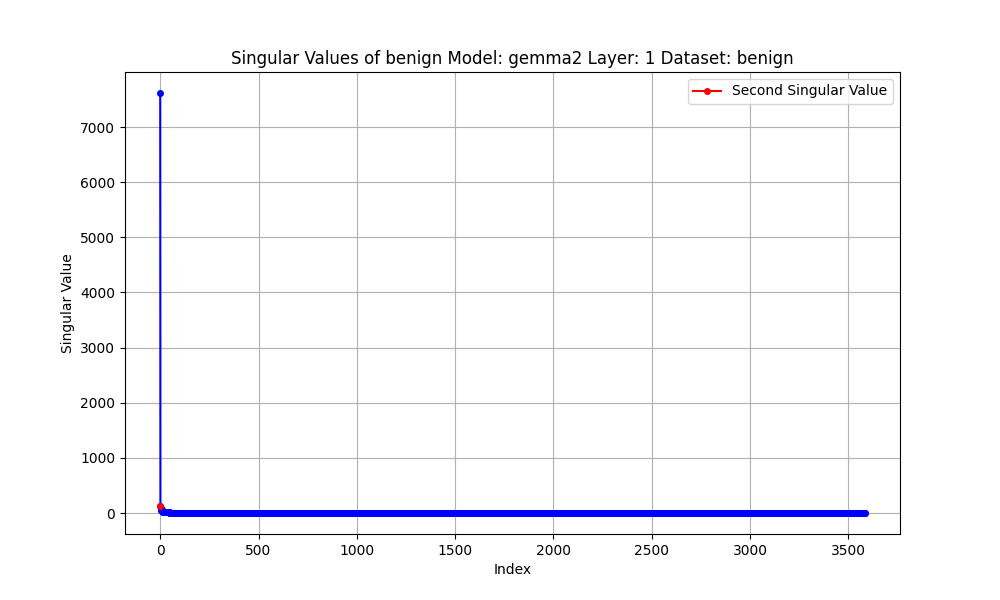 Singular Values of benign Model: gemma2 Layer: 1 Dataset: benign
Second Singular Value
Singular Value
7000
6000
5000
4000
3000
2000
1000
0
0 500 1000 1500 2000 2500 3000 3500
Index